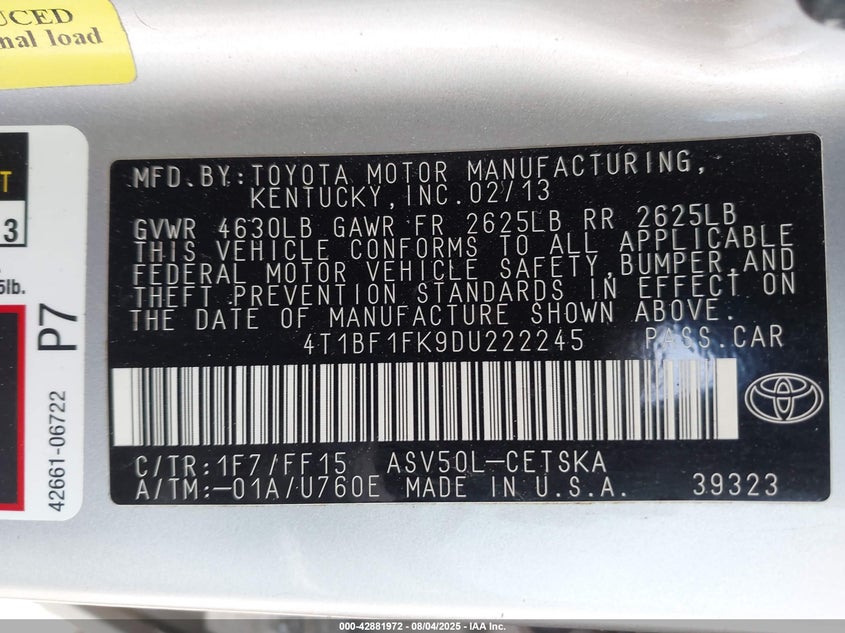 UCED
nal load
T
3
5lb.
P7
42661-06722
MFD.BY:TOYOTA MOTOR MANUFACTURING,
KENTUCKY,INC.02/13
GVWR 4630LB GAWR FR 2625LB RR 2625LB
THIS VEHICLE CONFORMS TO ALL APPLICABLE
FEDERAL MOTOR VEHICLE SAFETY,BUMPER,AND
THEFT PREVENTION STANDARDS IN EFFECT ON
THE DATE OF MANUFACTURE SHOWN ABOVE.
4T1BF1FK9DU222245 PASS.CAR
C/TR:1F7/FF15 ASV50L-CETSKA
A/TM:-01A/U760E MADE IN U.S.A. 39323
000-42881972 - 08/04/2025 - IAA Inc.